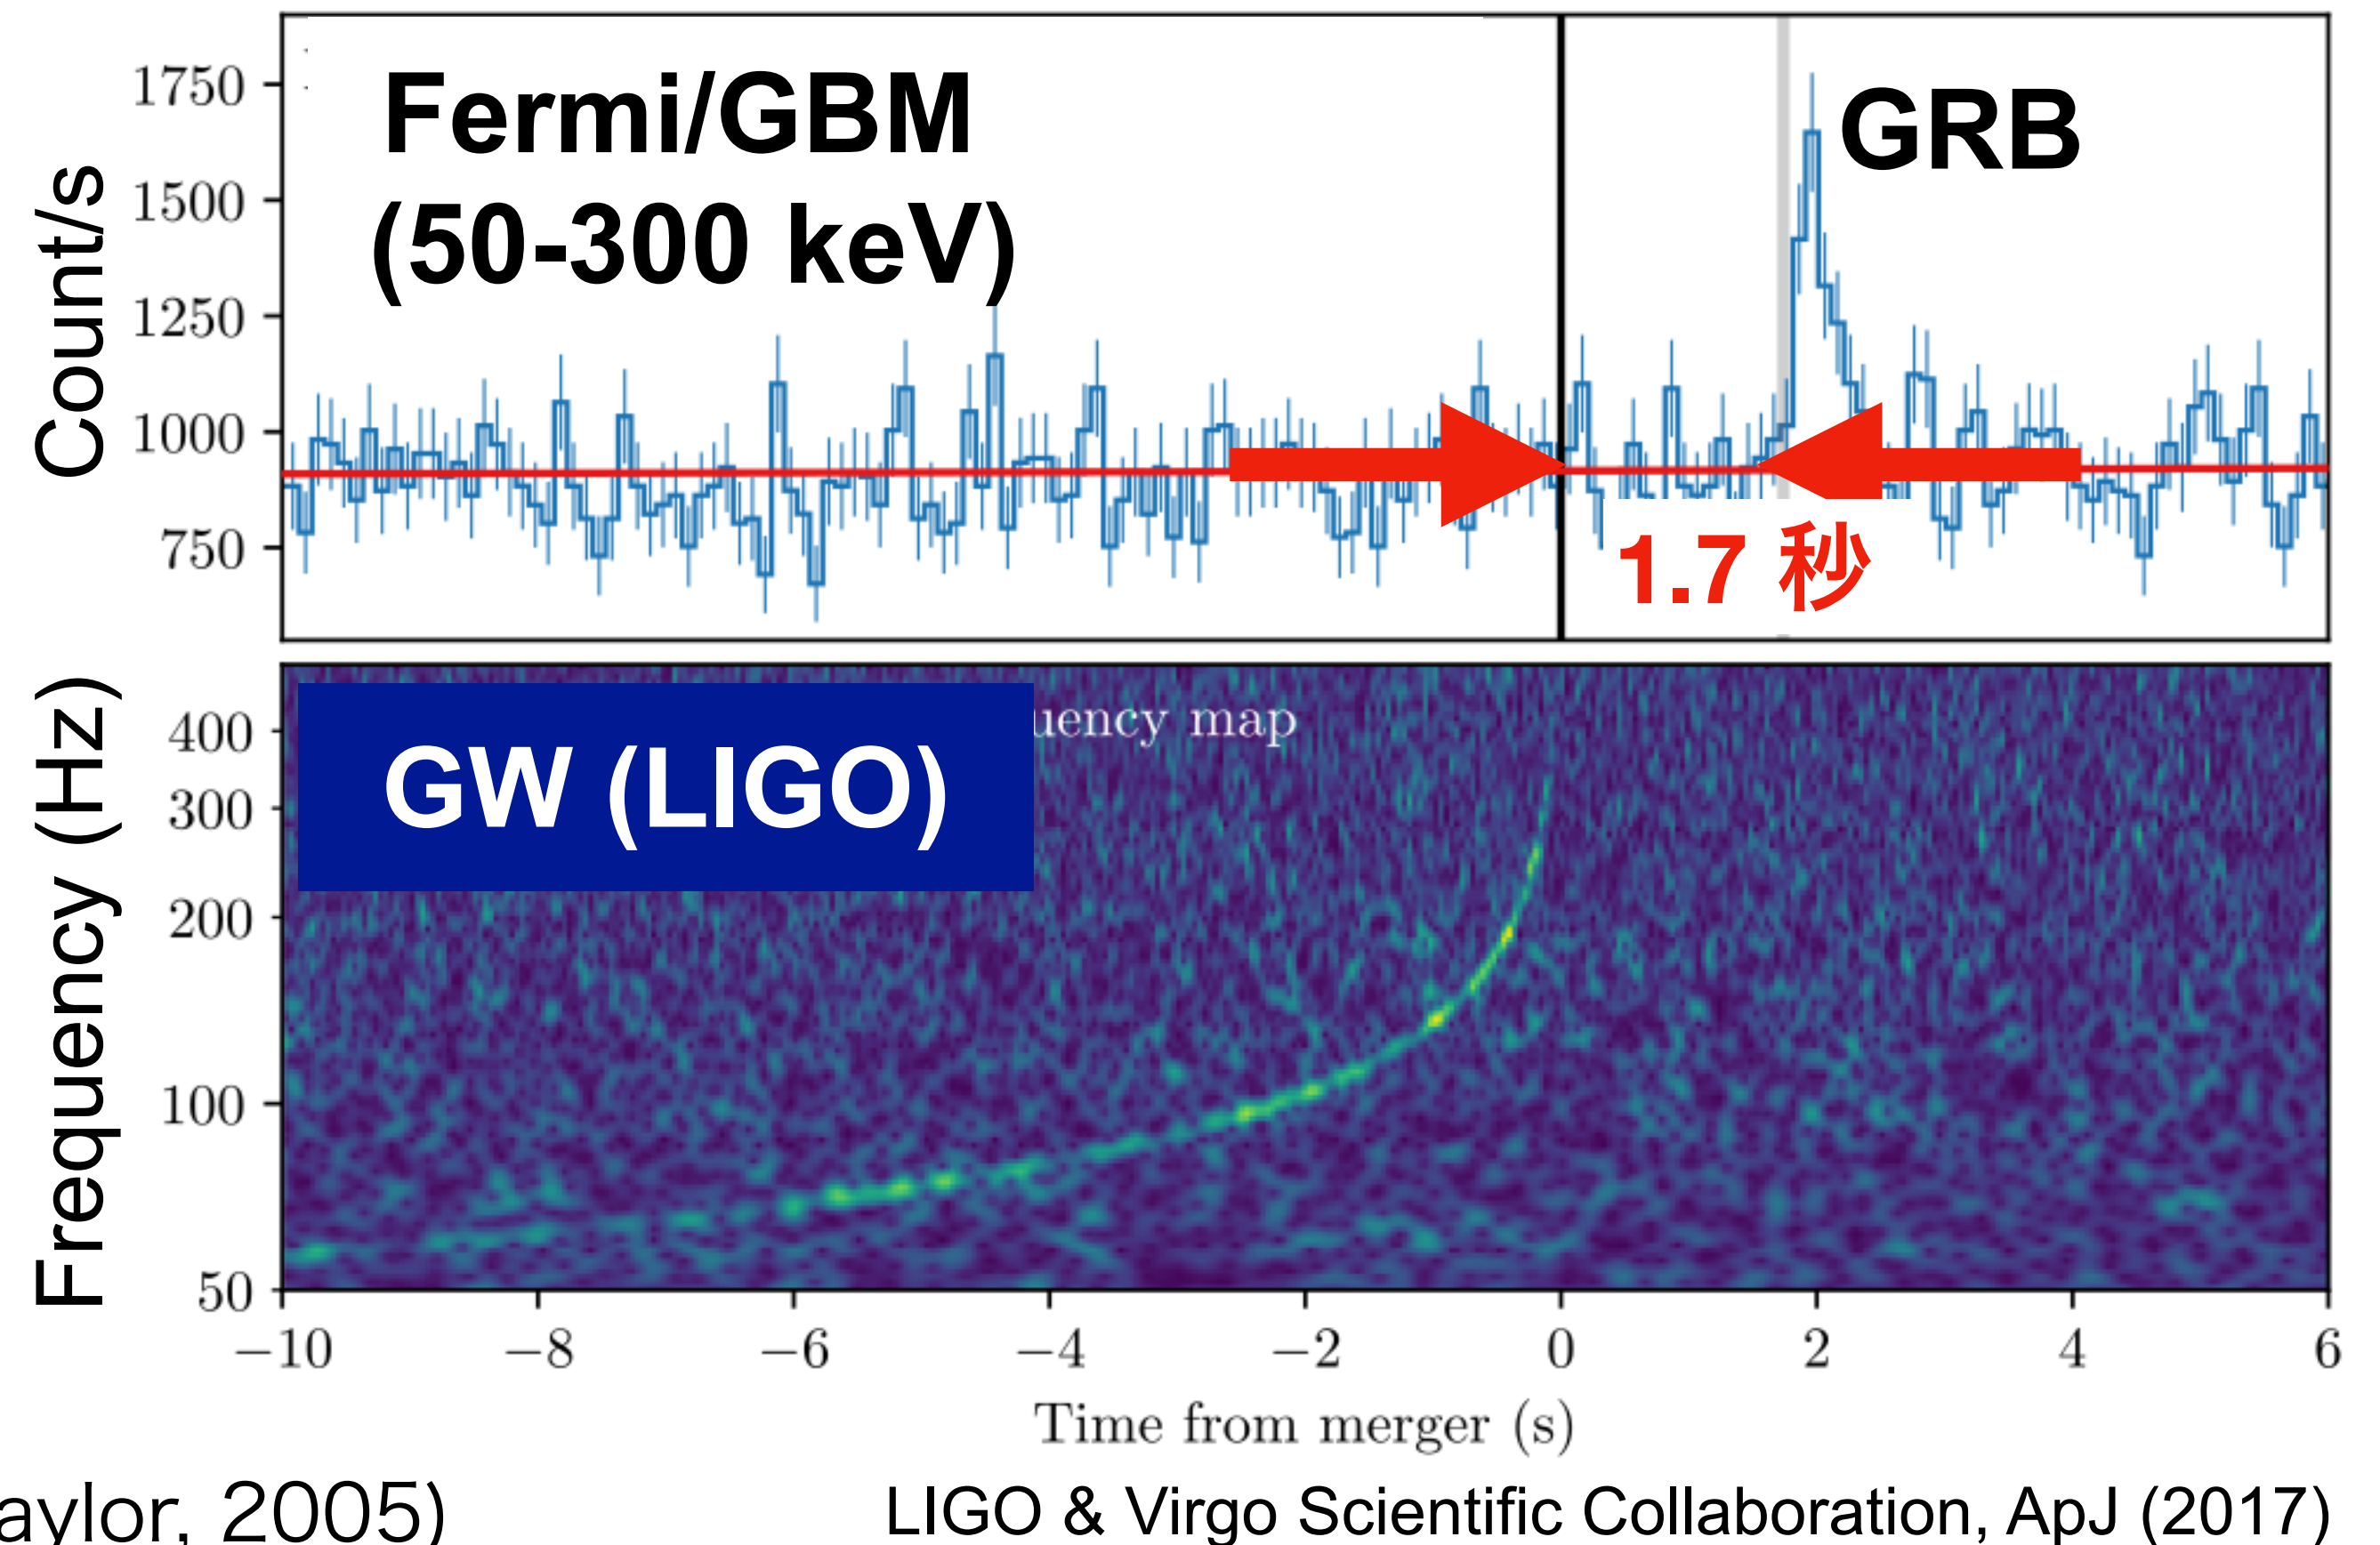 Fermi/GBM
(50-300 keV)
GRB
Count/s
1750
1500
1250
1000
750
1.7 秒
GW (LIGO)
uency map
Frequency (Hz)
400
300
200
100
50
−10 −8 −6 −4 −2 0 2 4 6
Time from merger (s)
aylor, 2005)
LIGO & Virgo Scientific Collaboration, ApJ (2017)